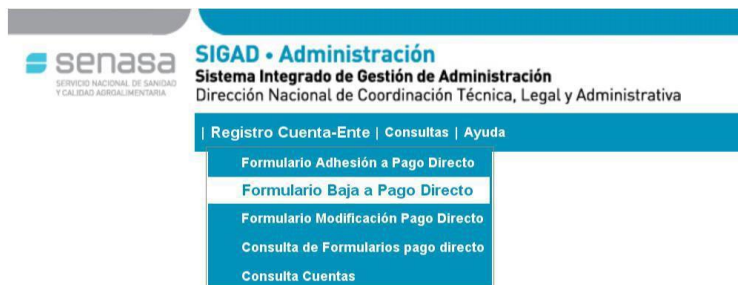 senasa
SERVICIO NACIONAL DE SANIDAD
Y CALIDAD AGROALIMENTARIA
SIGAD • Administración
Sistema Integrado de Gestión de Administración
Dirección Nacional de Coordinación Técnica, Legal y Administrativa
| Registro Cuenta-Ente | Consultas | Ayuda
Formulario Adhesión a Pago Directo
Formulario Baja a Pago Directo
Formulario Modificación Pago Directo
Consulta de Formularios pago directo
Consulta Cuentas